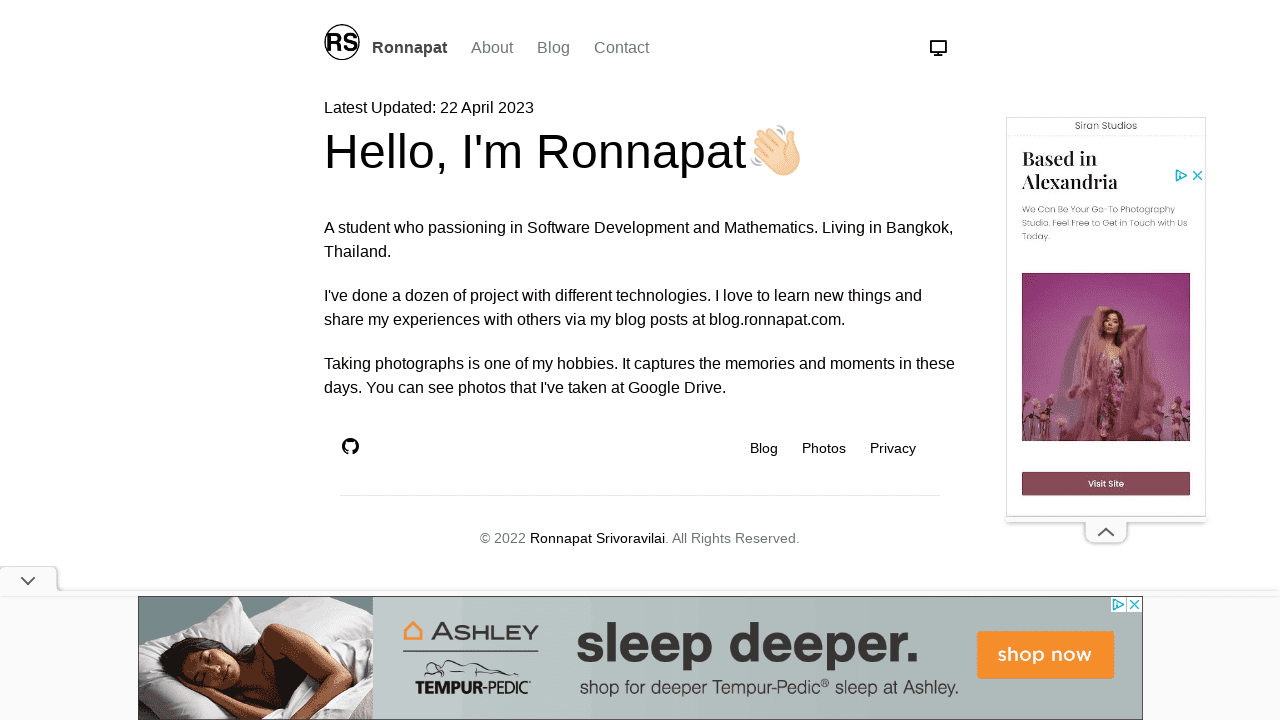 RS
Ronnapat
About
Blog
Contact
Latest Updated: 22 April 2023
Hello, I'm Ronnapat
A student who passioning in Software Development and Mathematics. Living in Bangkok,
Thailand.
I've done a dozen of project with different technologies. I love to learn new things and
share my experiences with others via my blog posts at blog.ronnapat.com.
Taking photographs is one of my hobbies. It captures the memories and moments in these
days. You can see photos that I've taken at Google Drive.
Blog
Photos
Privacy
© 2022 Ronnapat Srivoravilai. All Rights Reserved.
Siran Studios
Based in
Alexandria
We Can Be Your Go-To Photography
Studio. Feel Free to Get in Touch with Us
Today.
Visit Site
ASHLEY
TEMPUR-PEDIC®
sleep deeper.
shop for deeper Tempur-Pedic® sleep at Ashley.
shop now